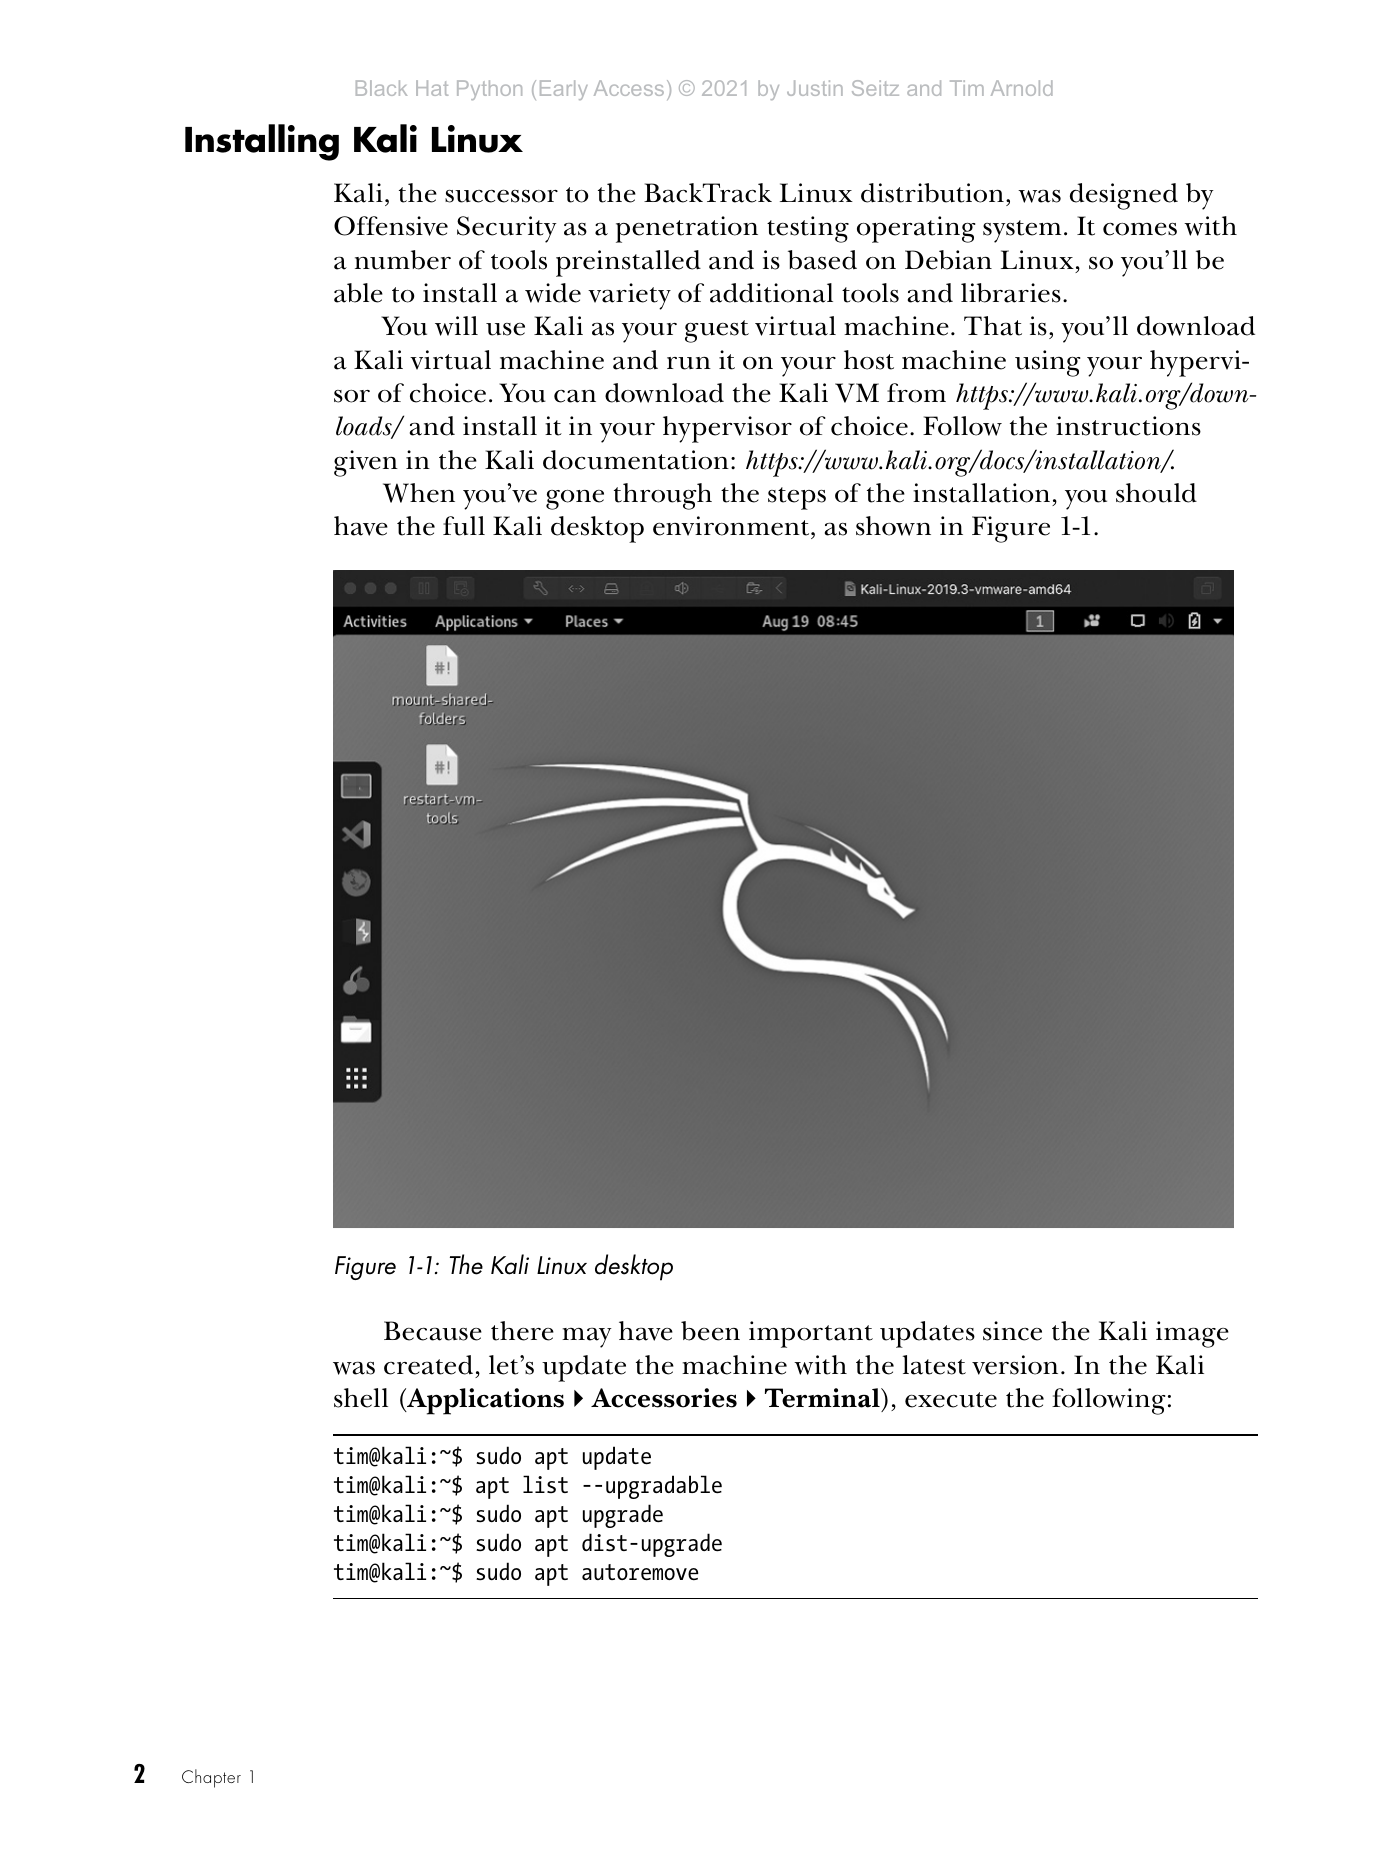 Black Hat Python (Early Access) © 2021 by Justin Seitz and Tim Arnold
Installing Kali Linux
Kali, the successor to the BackTrack Linux distribution, was designed by
Offensive Security as a penetration testing operating system. It comes with
a number of tools preinstalled and is based on Debian Linux, so you’ll be
able to install a wide variety of additional tools and libraries.
You will use Kali as your guest virtual machine. That is, you’ll download
a Kali virtual machine and run it on your host machine using your hypervi-
sor of choice. You can download the Kali VM from https://www.kali.org/down-
loads/ and install it in your hypervisor of choice. Follow the instructions
given in the Kali documentation: https://www.kali.org/docs/installation/.
When you’ve gone through the steps of the installation, you should
have the full Kali desktop environment, as shown in Figure 1-1.
Kali-Linux-2019.3-vmware-amd64
Activities Applications Places Aug 19 08:45 1
#!
mount-shared-
folders
#!
restart-vm-
tools
Figure 1-1: The Kali Linux desktop
Because there may have been important updates since the Kali image
was created, let’s update the machine with the latest version. In the Kali
shell (Applications ▸ Accessories ▸ Terminal), execute the following:
tim@kali:~$ sudo apt update
tim@kali:~$ apt list --upgradable
tim@kali:~$ sudo apt upgrade
tim@kali:~$ sudo apt dist-upgrade
tim@kali:~$ sudo apt autoremove
2 Chapter 1